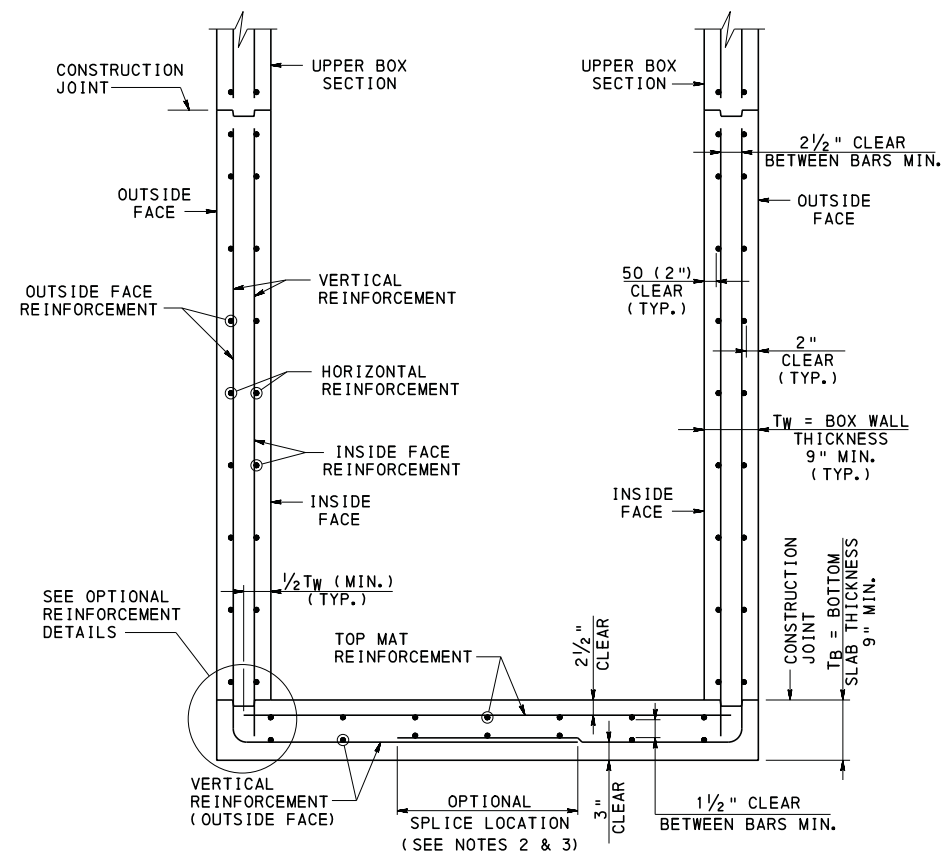 CONSTRUCTION
JOINT
UPPER BOX
SECTION
UPPER BOX
SECTION
2½" CLEAR
BETWEEN BARS MIN.
OUTSIDE
FACE
OUTSIDE
FACE
VERTICAL
REINFORCEMENT
50 (2")
CLEAR
(TYP.)
OUTSIDE FACE
REINFORCEMENT
2"
CLEAR
(TYP.)
HORIZONTAL
REINFORCEMENT
TW = BOX WALL
THICKNESS
9" MIN.
(TYP.)
INSIDE FACE
REINFORCEMENT
INSIDE
FACE
INSIDE
FACE
½TW (MIN.)
(TYP.)
SEE OPTIONAL
REINFORCEMENT
DETAILS
TOP MAT
REINFORCEMENT
2½"
CLEAR
CONSTRUCTION
JOINT
TB = BOTTOM
SLAB THICKNESS
9" MIN.
VERTICAL
REINFORCEMENT
(OUTSIDE FACE)
OPTIONAL
SPLICE LOCATION
(SEE NOTES 2 & 3)
3"
CLEAR
1½" CLEAR
BETWEEN BARS MIN.